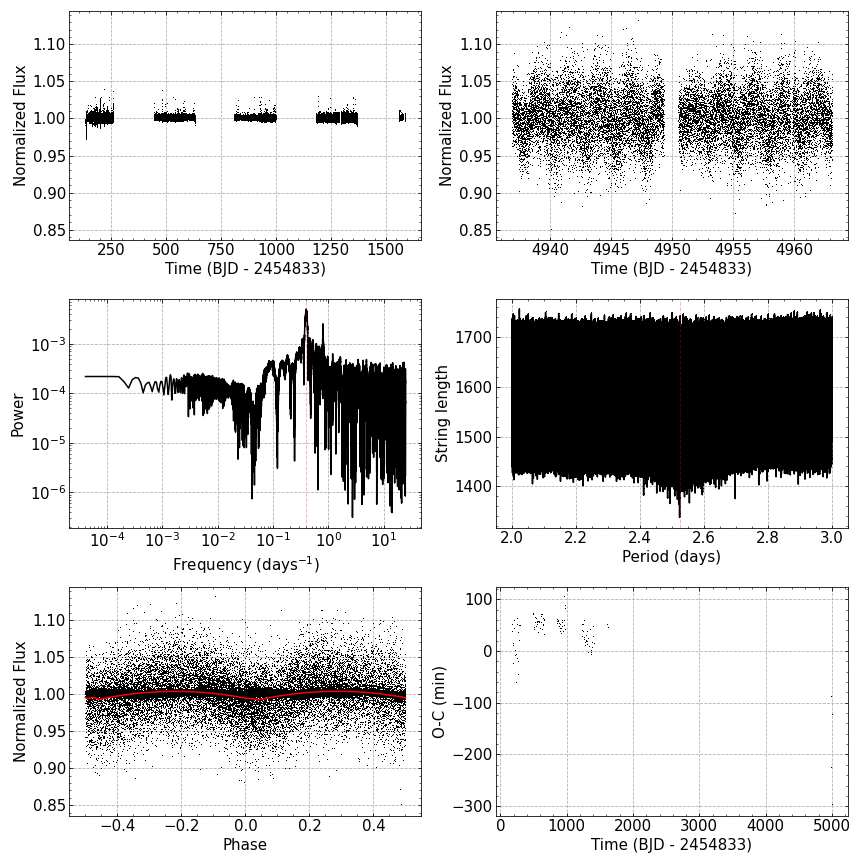 1.10
1.05
1.00
0.95
0.90
0.85
Normalized Flux
250 500 750 1000 1250 1500
Time (BJD - 2454833)
1.10
1.05
1.00
0.95
0.90
0.85
Normalized Flux
4940 4945 4950 4955 4960
Time (BJD - 2454833)
10⁻³
10⁻⁴
10⁻⁵
10⁻⁶
Power
10⁻⁴ 10⁻³ 10⁻² 10⁻¹ 10⁰ 10¹
Frequency (days⁻¹)
1700
1600
1500
1400
String length
2.0 2.2 2.4 2.6 2.8 3.0
Period (days)
1.10
1.05
1.00
0.95
0.90
0.85
Normalized Flux
−0.4 −0.2 0.0 0.2 0.4
Phase
100
0
−100
−200
−300
O-C (min)
0 1000 2000 3000 4000 5000
Time (BJD - 2454833)